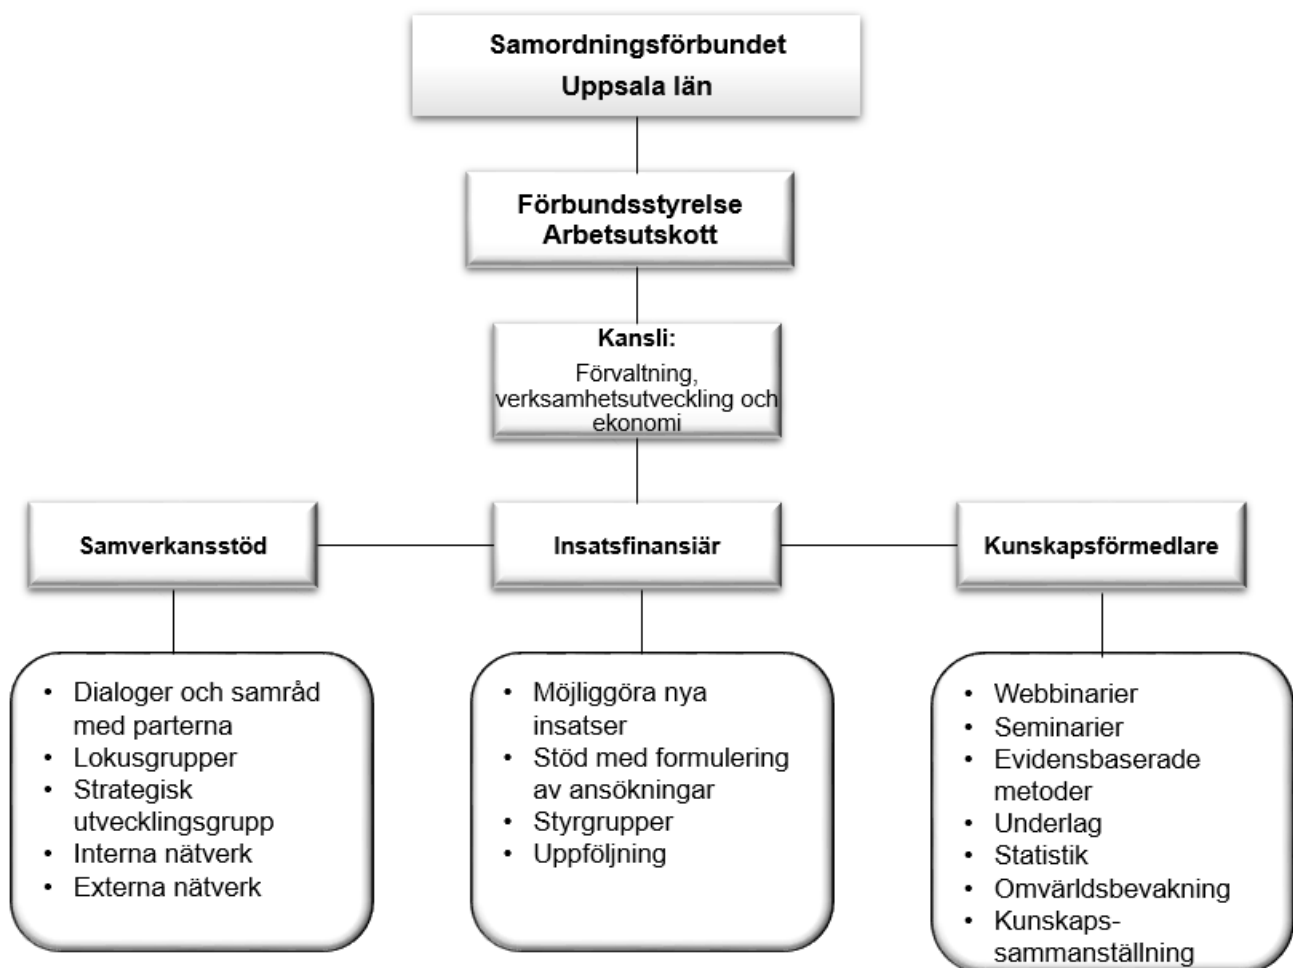 Samordningsförbundet
Uppsala län
Förbundsstyrelse
Arbetsutskott
Kansli:
Förvaltning,
verksamhetsutveckling och
ekonomi
Samverkansstöd
Insatsfinansiär
Kunskapsförmedlare
• Dialoger och samråd
med parterna
• Lokusgrupper
• Strategisk
utvecklingsgrupp
• Interna nätverk
• Externa nätverk
• Möjliggöra nya
insatser
• Stöd med formulering
av ansökningar
• Styrgrupper
• Uppföljning
• Webbinarier
• Seminarier
• Evidensbaserade
metoder
• Underlag
• Statistik
• Omvärldsbevakning
• Kunskaps-
sammanställning